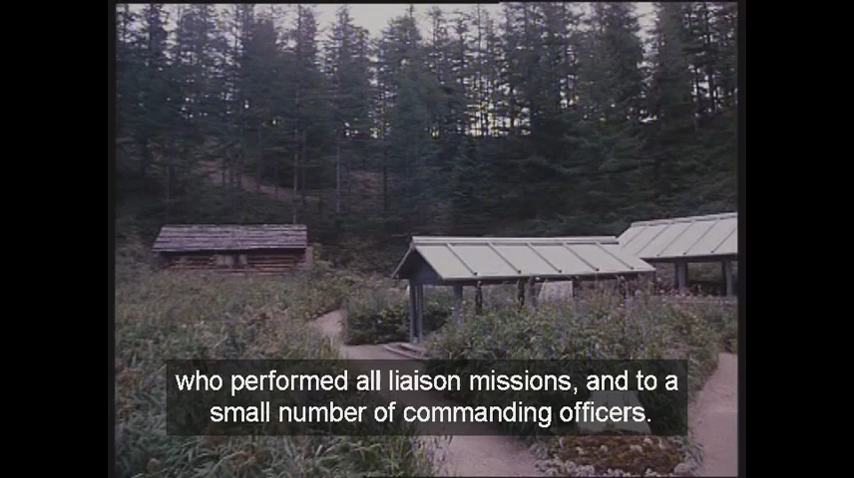 who performed all liaison missions, and to a
small number of commanding officers.